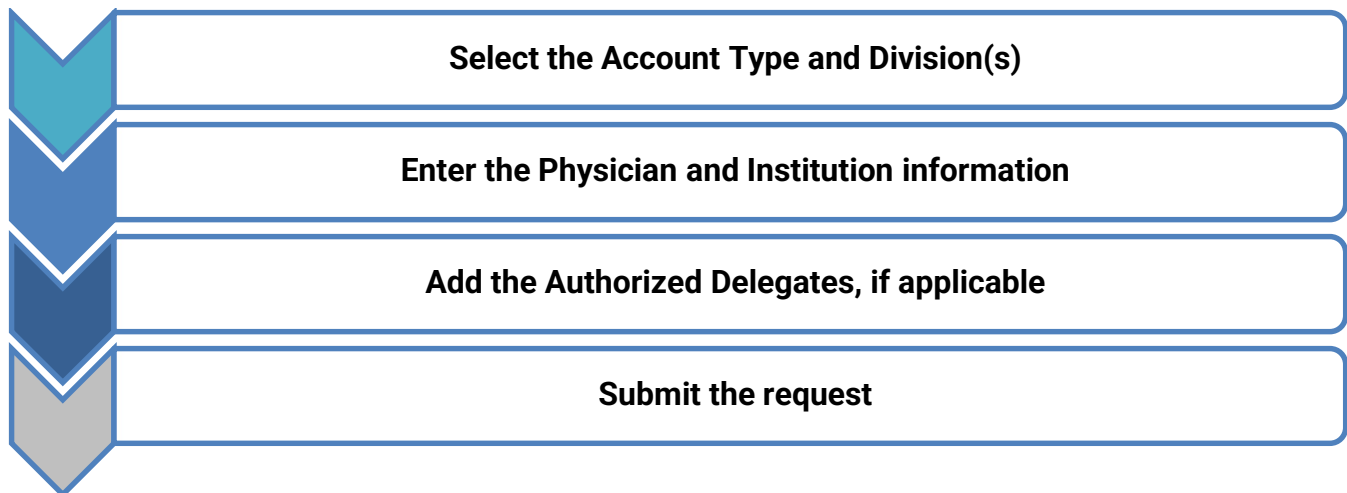 Select the Account Type and Division(s)
Enter the Physician and Institution information
Add the Authorized Delegates, if applicable
Submit the request